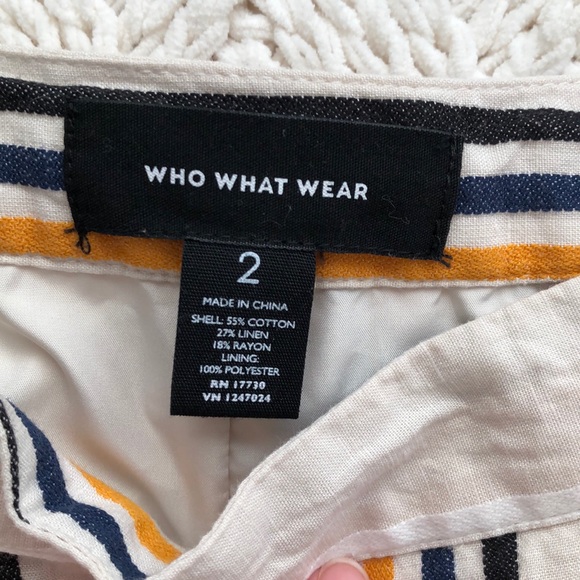 WHO WHAT WEAR
2
MADE IN CHINA
SHELL: 55% COTTON
27% LINEN
18% RAYON
LINING:
100% POLYESTER
RN 17730
VN 1247024